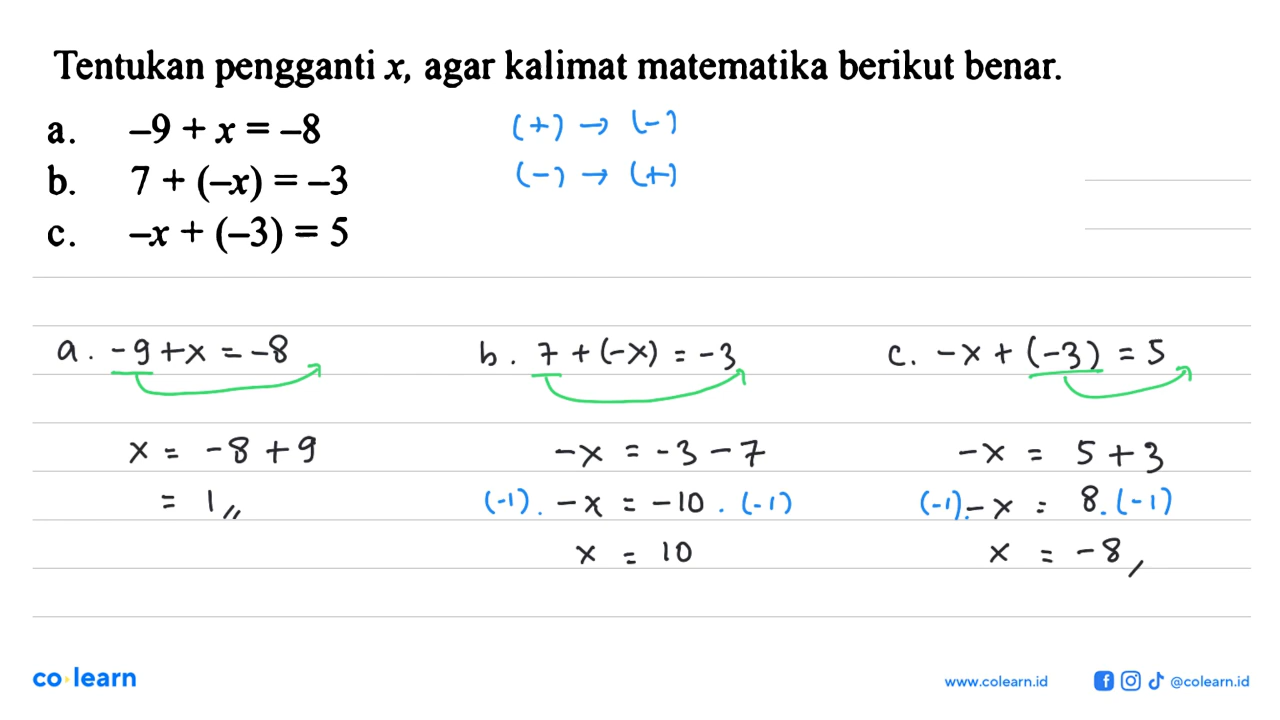 Tentukan pengganti x, agar kalimat matematika berikut benar.
a. –9 + x = –8
(+) → (-)
b. 7 + (–x) = –3
(-) → (+)
c. –x + (–3) = 5
a. -9 + x = -8
x = -8 + 9
= 1,,
b. 7 + (-x) = -3
-x = -3 - 7
(-1). -x = -10 . (-1)
x = 10
c. -x + (-3) = 5
-x = 5 + 3
(-1). -x = 8. (-1)
x = -8,
co learn
www.colearn.id
@colearn.id